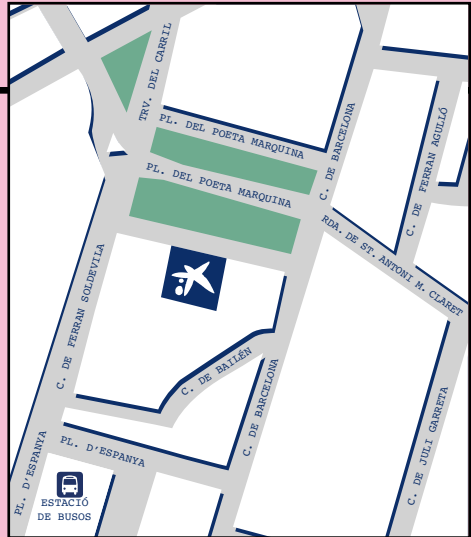 TRV. DEL CARRIL
PL. DEL POETA MARQUINA
PL. DEL POETA MARQUINA
C. DE BARCELONA
C. DE FERRAN AGULLÓ
RDA. DE ST. ANTONI M. CLARET
C. DE FERRAN SOLDEVILA
C. DE BAILÉN
C. DE BARCELONA
C. DE JULI GARRETA
PL. D'ESPANYA
PL. D'ESPANYA
ESTACIÓ
DE BUSOS